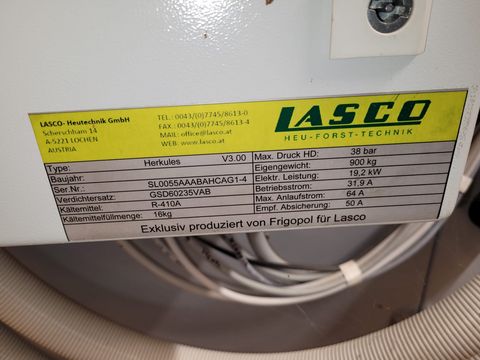 LASCO- Heutechnik GmbH
Scherschham 14
A-5221 LOCHEN
AUSTRIA
TEL.: 0043/(0)7745/8613-0
FAX.: 0043/(0)7745/8613-4
MAIL: office@lasco.at
WEB: www.lasco.at
LASCO
HEU-FORST-TECHNIK
Type: Herkules V3.00
Baujahr:
Ser.Nr.: SL0055AAABAHCAG1-4
Verdichtersatz: GSD60235VAB
Kältemittel: R-410A
Kältemittelfüllmenge: 16kg
Max. Druck HD: 38 bar
Eigengewicht: 900 kg
Elektr. Leistung: 19,2 kW
Betriebsstrom: 31,9 A
Max. Anlaufstrom: 64 A
Empf. Absicherung: 50 A
Exklusiv produziert von Frigopol für Lasco